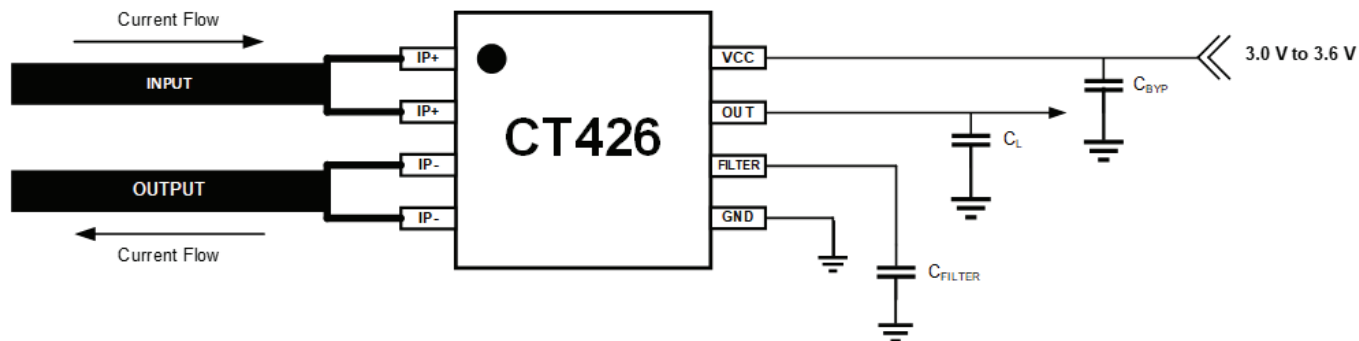 Current Flow
INPUT
OUTPUT
Current Flow
IP+
IP+
IP-
IP-
CT426
VCC
OUT
FILTER
GND
3.0 V to 3.6 V
CBYP
CL
CFILTER